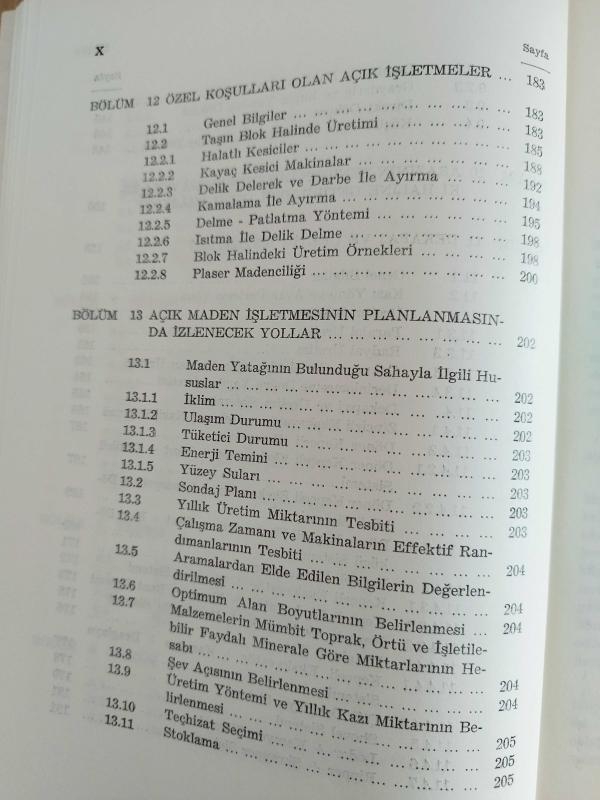 X
Sayfa
BÖLÜM 12 ÖZEL KOŞULLARI OLAN AÇIK İŞLETMELER ... 183
12.1 Genel Bilgiler ... ... ... ... ... ... ... ... ... 183
12.2 Taşın Blok Halinde Üretimi ... ... ... ... ... 183
12.2.1 Halatlı Kesiciler ... ... ... ... ... ... ... ... 185
12.2.2 Kayaç Kesici Makinalar ... ... ... ... ... ... 188
12.2.3 Delik Delerek ve Darbe İle Ayırma ... ... ... 192
12.2.4 Kamalama İle Ayırma ... ... ... ... ... ... 194
12.2.5 Delme - Patlatma Yöntemi ... ... ... ... ... 195
12.2.6 Isıtma İle Delik Delme ... ... ... ... ... ... 198
12.2.7 Blok Halindeki Üretim Örnekleri ... ... ... ... 198
12.2.8 Plaser Madenciliği ... ... ... ... ... ... ... 200
BÖLÜM 13 AÇIK MADEN İŞLETMESİNİN PLANLANMASIN-
DA İZLENECEK YOLLAR ... ... ... ... ... ... ... 202
13.1 Maden Yatağının Bulunduğu Sahayla İlgili Hu-
suslar ... ... ... ... ... ... ... ... ... ... ... 202
13.1.1 İklim ... ... ... ... ... ... ... ... ... ... ... 202
13.1.2 Ulaşım Durumu ... ... ... ... ... ... ... ... 202
13.1.3 Tüketici Durumu ... ... ... ... ... ... ... ... 203
13.1.4 Enerji Temini ... ... ... ... ... ... ... ... ... 203
13.1.5 Yüzey Suları ... ... ... ... ... ... ... ... ... 203
13.2 Sondaj Planı ... ... ... ... ... ... ... ... ... 203
13.3 Yıllık Üretim Miktarının Tesbiti ... ... ... ... 203
13.4 Çalışma Zamanı ve Makinaların Effektif Ran-
dımanlarının Tesbiti ... ... ... ... ... ... ... 204
13.5 Aramalardan Elde Edilen Bilgilerin Değerlen-
dirilmesi ... ... ... ... ... ... ... ... ... ... 204
13.6 Optimum Alan Boyutlarının Belirlenmesi ... ... 204
13.7 Malzemelerin Mümbit Toprak, Örtü ve İşletile-
bilir Faydalı Minerale Göre Miktarlarının He-
sabı ... ... ... ... ... ... ... ... ... ... ... 204
13.8 Şev Açısının Belirlenmesi ... ... ... ... ... ... 204
13.9 Üretim Yöntemi ve Yıllık Kazı Miktarının Be-
lirlenmesi ... ... ... ... ... ... ... ... ... ... 205
13.10 Teçhizat Seçimi ... ... ... ... ... ... ... ... 205
13.11 Stoklama ... ... ... ... ... ... ... ... ... ... 205